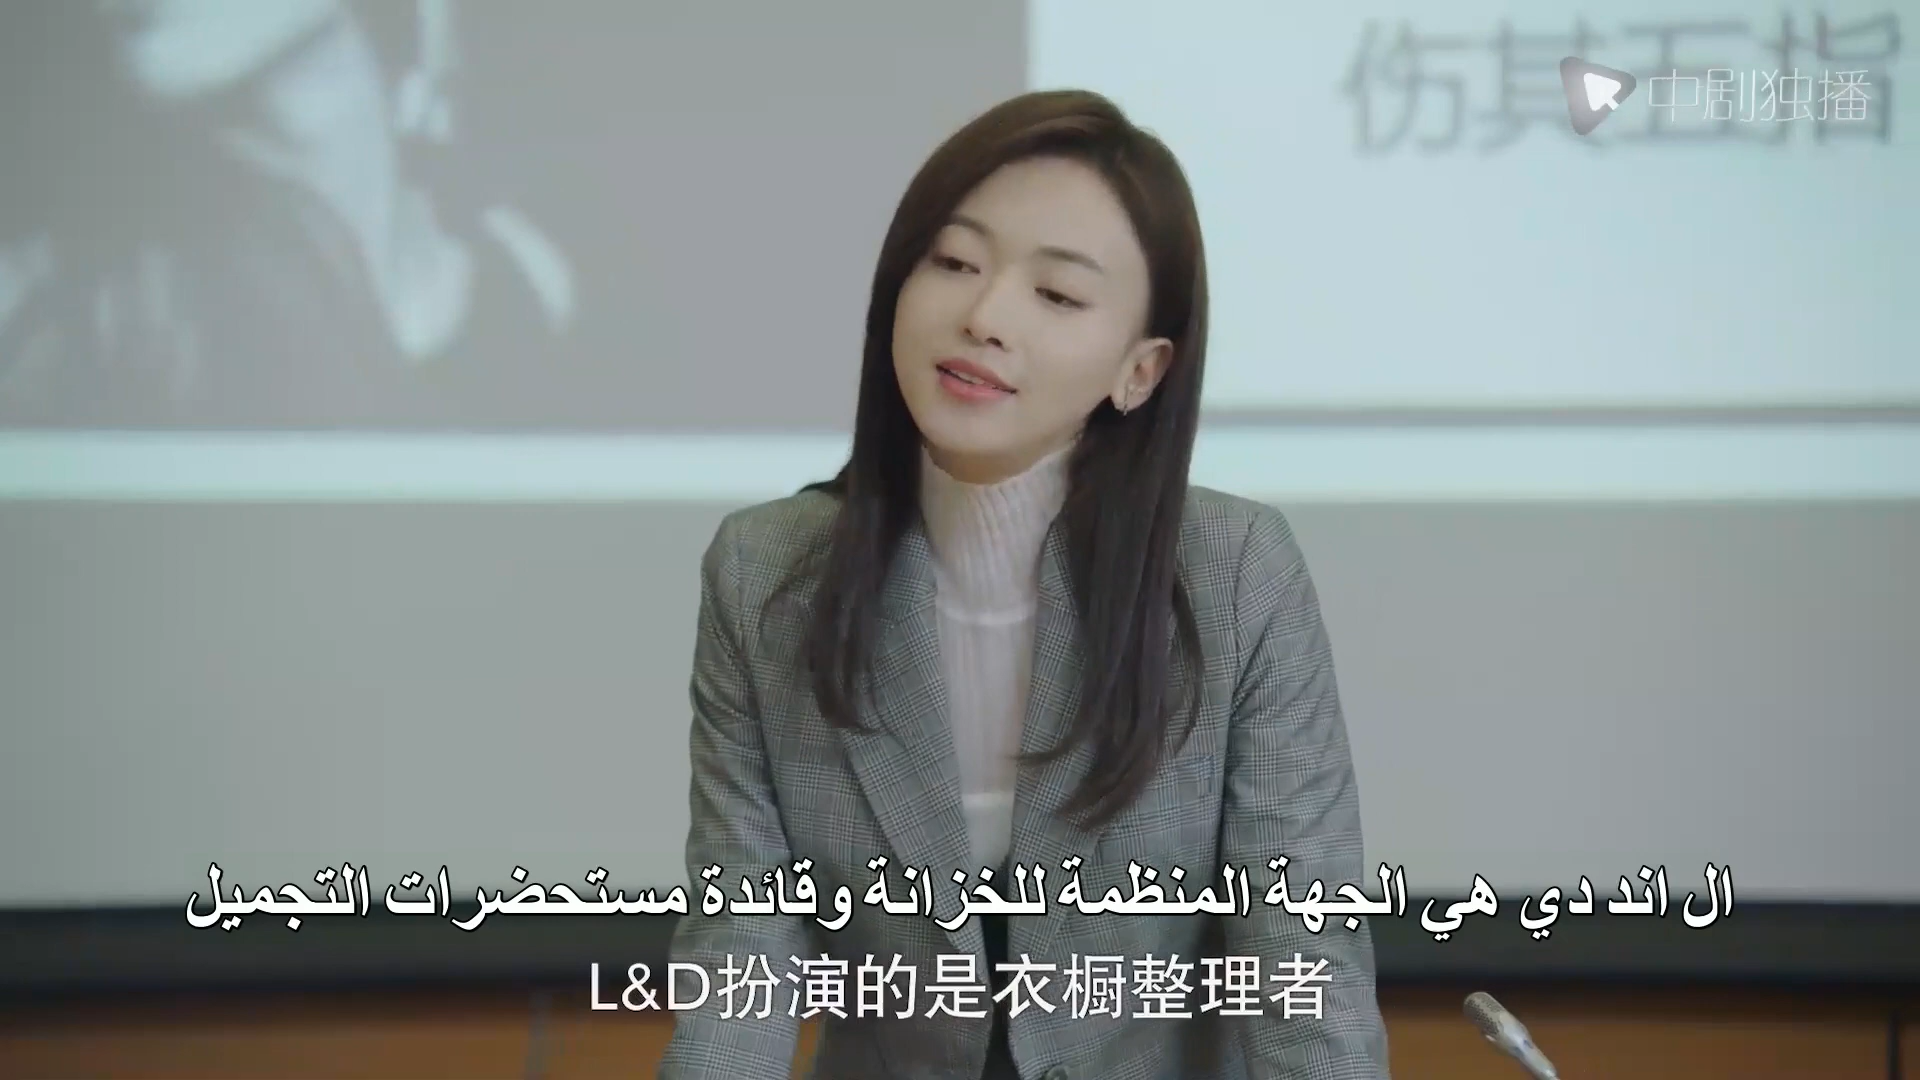 伤其五指
中剧独播
ال اند دي هي الجهة المنظمة للخزانة وقائدة مستحضرات التجميل
L&D扮演的是衣橱整理者